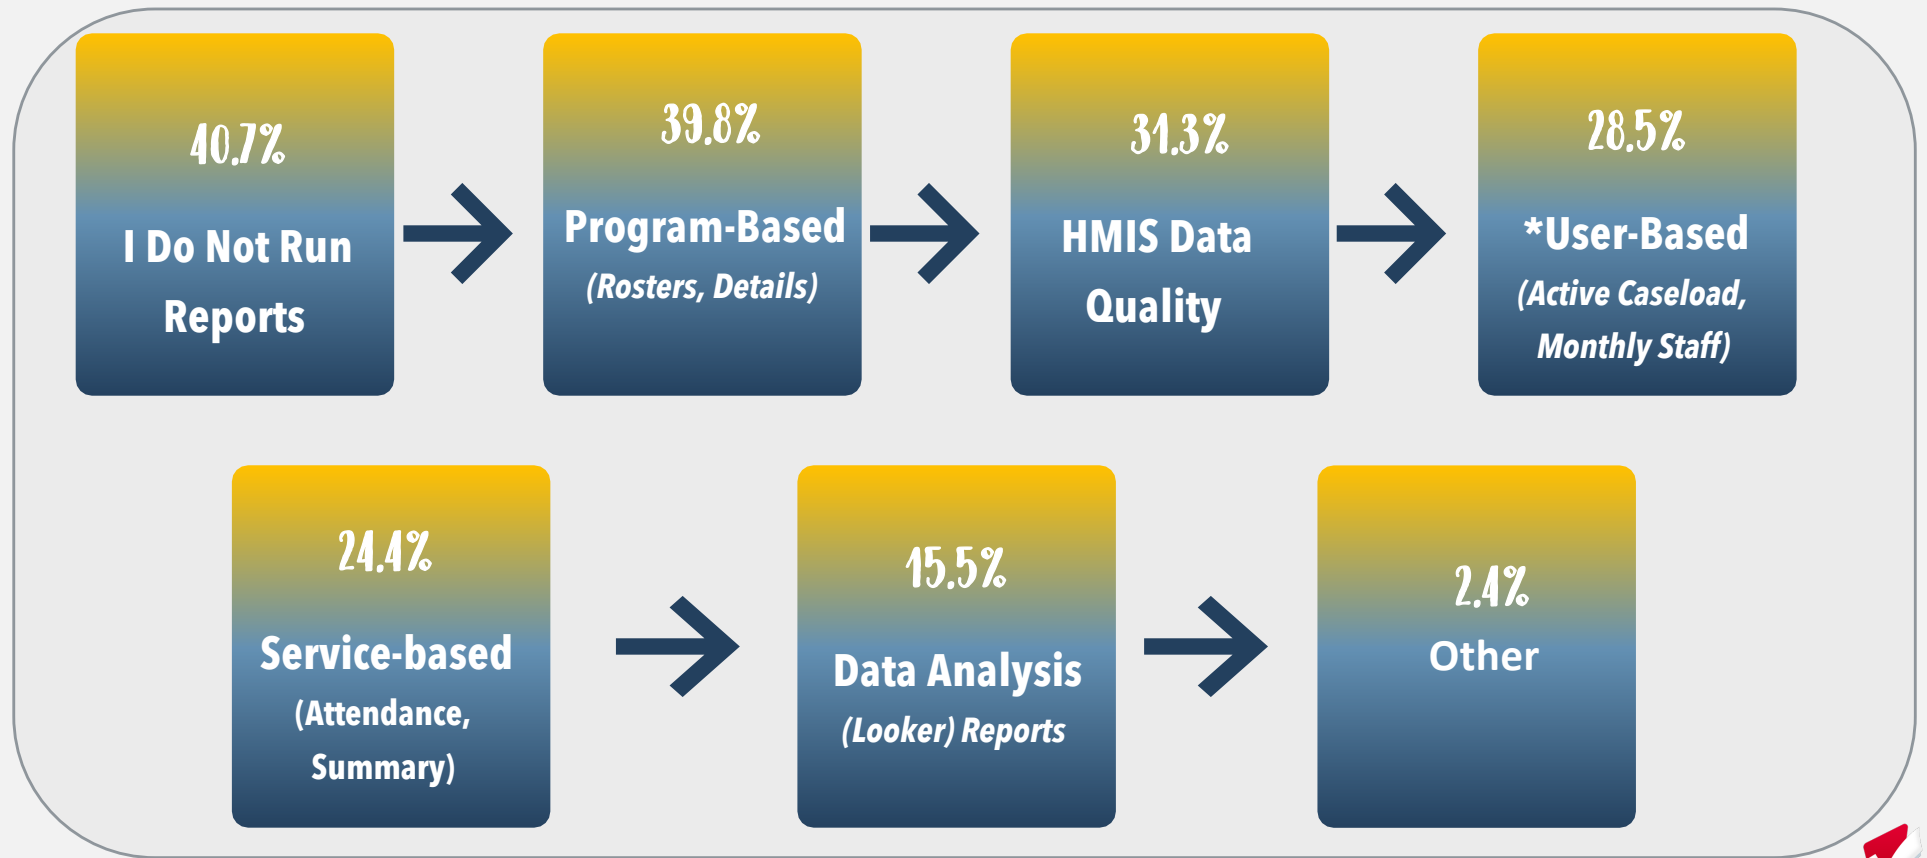 40.7%
I Do Not Run
Reports
39.8%
Program-Based
(Rosters, Details)
31.3%
HMIS Data
Quality
28.5%
*User-Based
(Active Caseload,
Monthly Staff)
24.4%
Service-based
(Attendance,
Summary)
15.5%
Data Analysis
(Looker) Reports
2.4%
Other